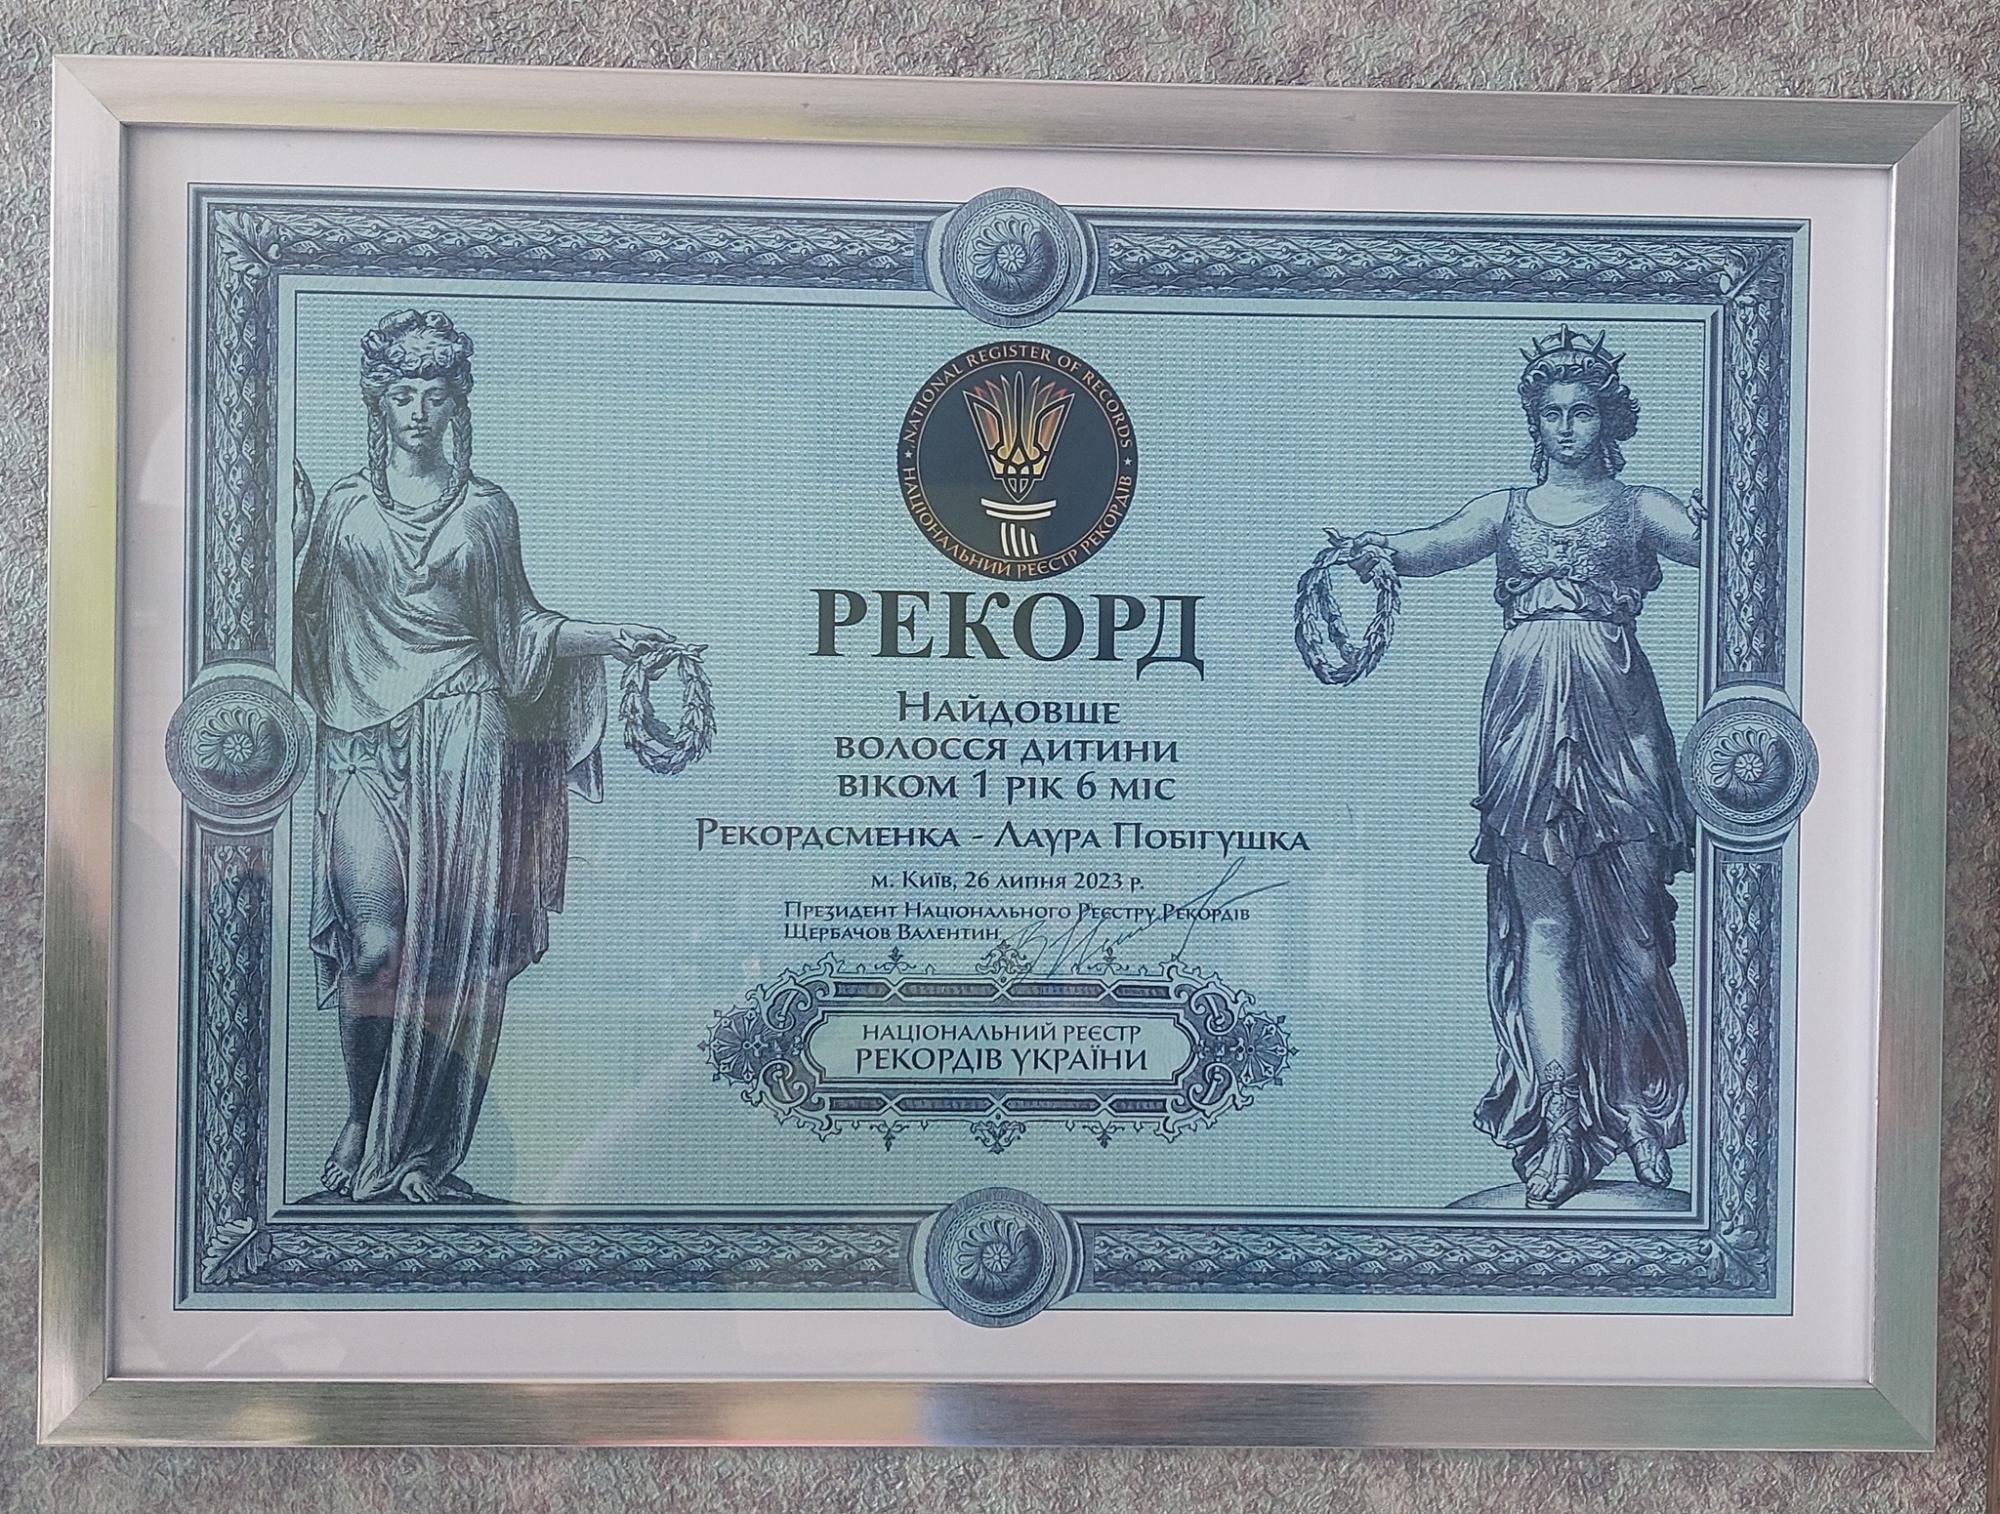 NATIONAL REGISTER OF RECORDS
НАЦІОНАЛЬНИЙ РЕЄСТР РЕКОРДІВ
РЕКОРД
Найдовше
волосся дитини
віком 1 рік 6 міс
Рекордсменка - Лаура Побігушка
м. Київ, 26 липня 2023 р.
Президент Національного Реєстру Рекордів
Щербачов Валентин
НАЦІОНАЛЬНИЙ РЕЄСТР
РЕКОРДІВ УКРАЇНИ